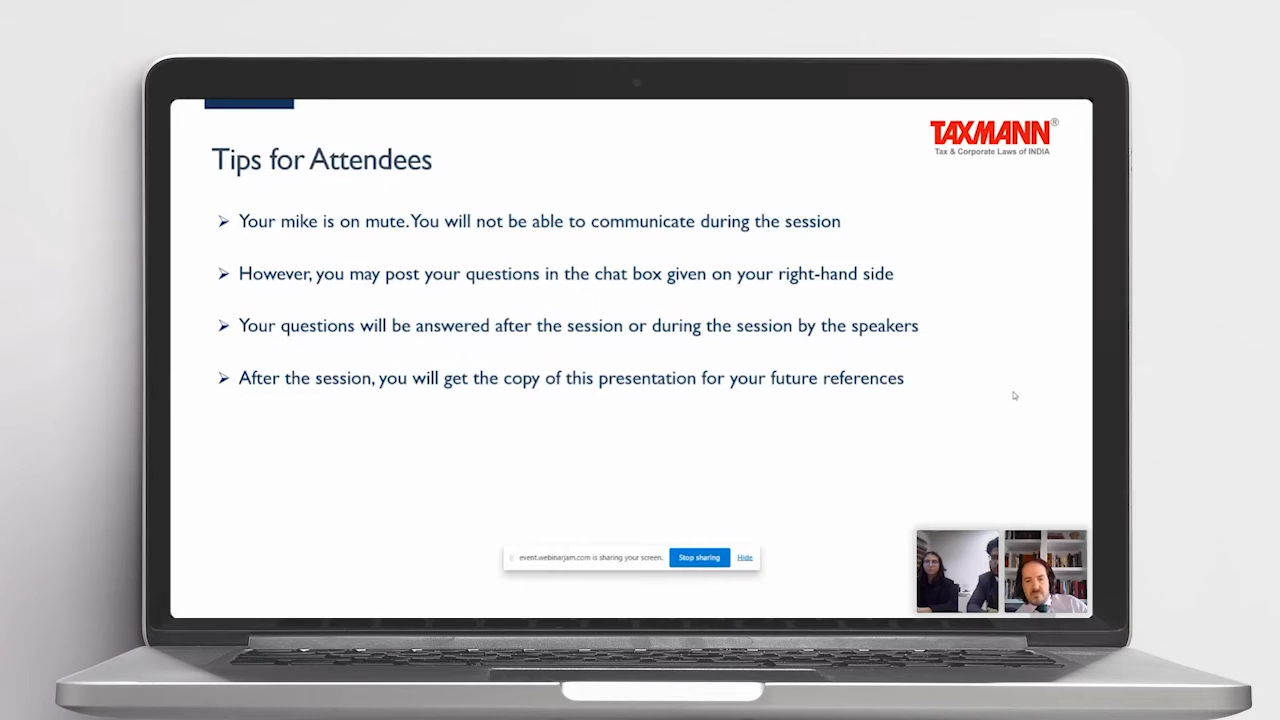 TAXMANN®
Tax & Corporate Laws of INDIA
Tips for Attendees
Your mike is on mute. You will not be able to communicate during the session
However, you may post your questions in the chat box given on your right-hand side
Your questions will be answered after the session or during the session by the speakers
After the session, you will get the copy of this presentation for your future references
event.webinarjam.com is sharing your screen. Stop sharing Hide